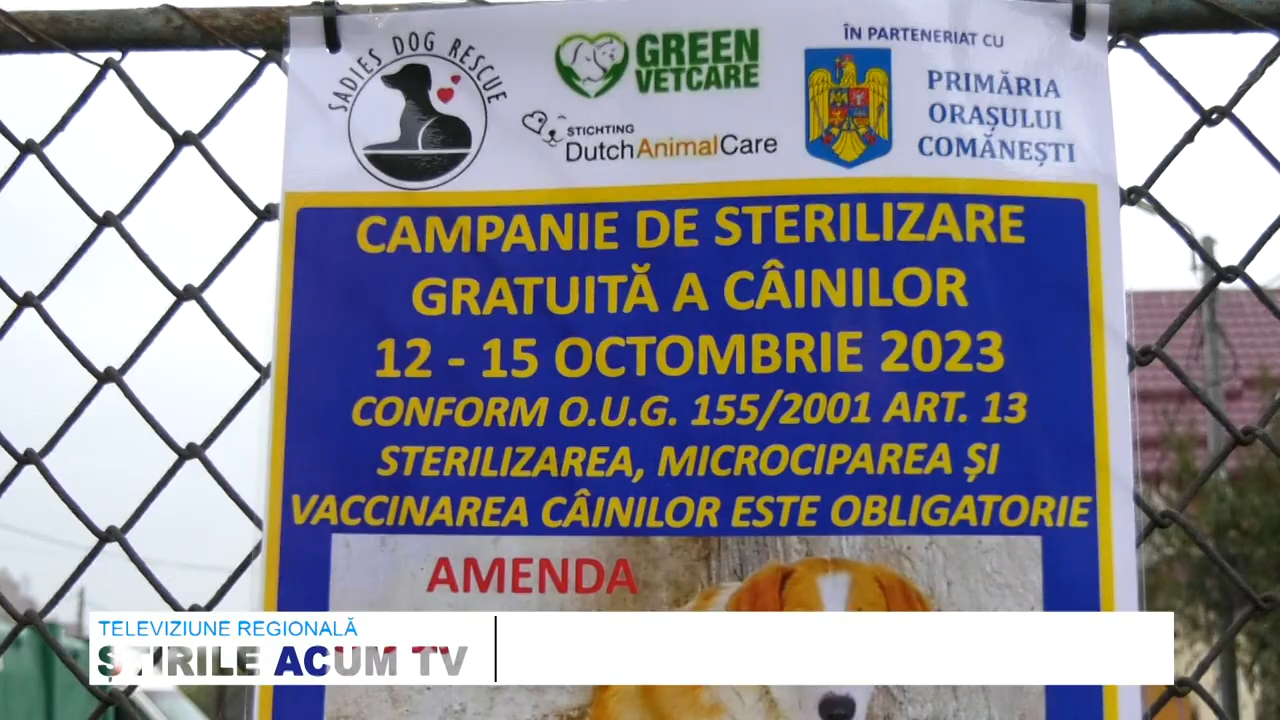 SADIES DOG RESCUE
GREEN
VETCARE
STICHTING
DutchAnimalCare
ÎN PARTENERIAT CU
PRIMĂRIA
ORAȘULUI
COMĂNEȘTI
CAMPANIE DE STERILIZARE
GRATUITĂ A CÂINILOR
12 - 15 OCTOMBRIE 2023
CONFORM O.U.G. 155/2001 ART. 13
STERILIZAREA, MICROCIPAREA ȘI
VACCINAREA CÂINILOR ESTE OBLIGATORIE
AMENDA
TELEVIZIUNE REGIONALĂ
ȘTIRILE ACUM TV